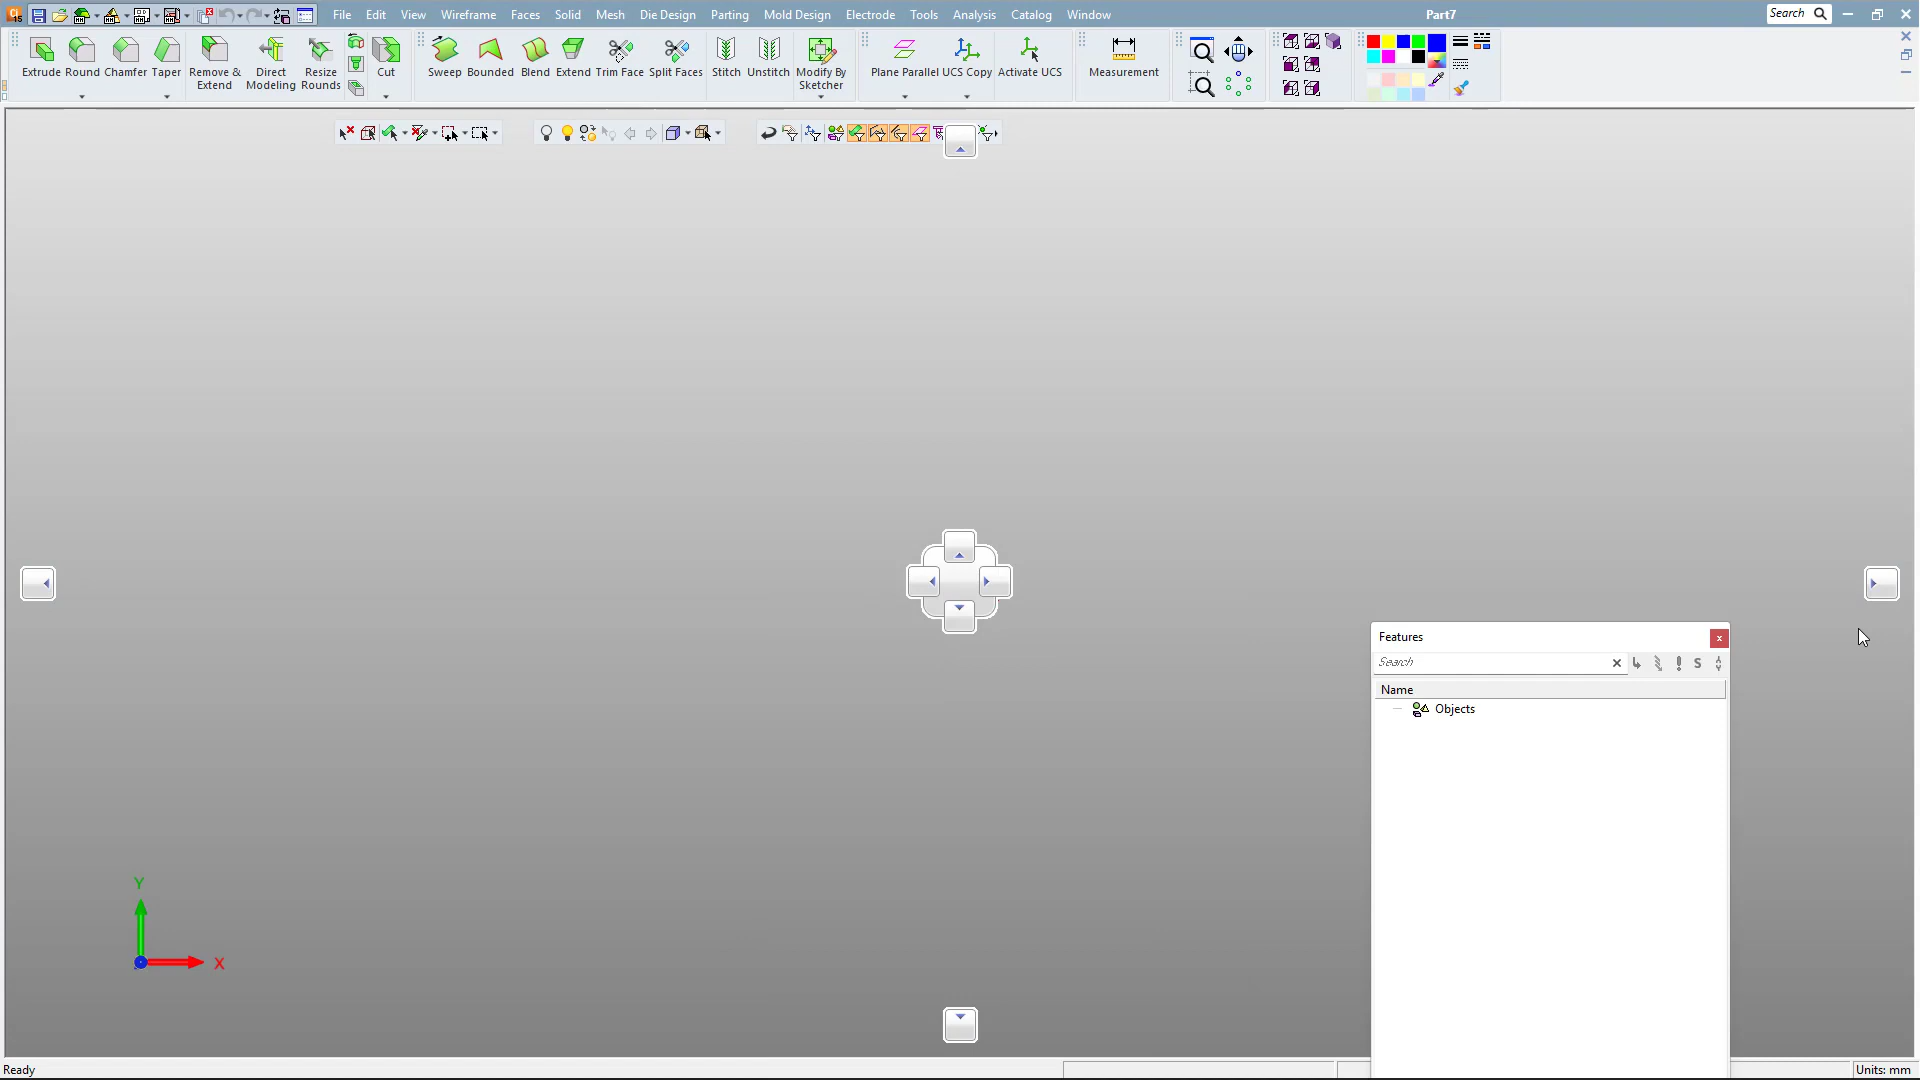 File Edit View Wireframe Faces Solid Mesh Die Design Parting Mold Design Electrode Tools Analysis Catalog Window
Part7
Search
Extrude Round Chamfer Taper Remove & Extend Direct Modeling Resize Rounds Cut Sweep Bounded Blend Extend Trim Face Split Faces Stitch Unstitch Modify By Sketcher Plane Parallel UCS Copy Activate UCS Measurement
Features
Search
S
Name
Objects
Y
X
Ready
Units: mm